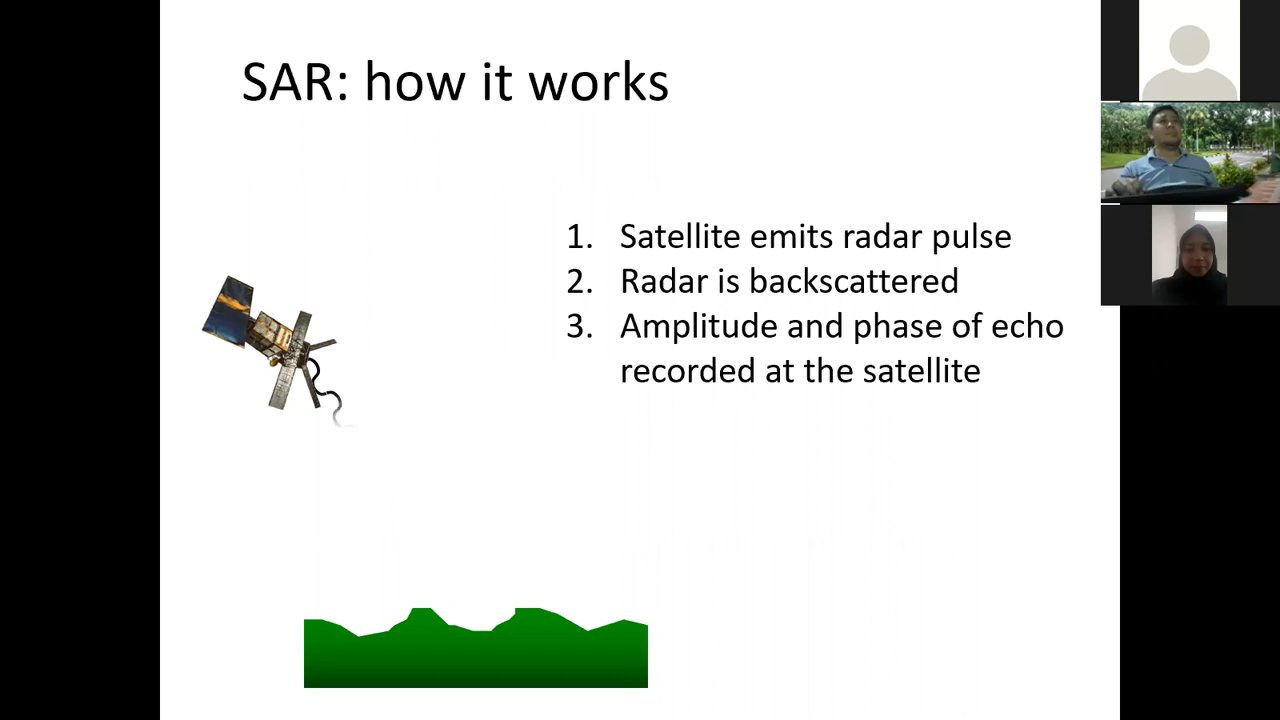 SAR: how it works
1. Satellite emits radar pulse
2. Radar is backscattered
3. Amplitude and phase of echo
recorded at the satellite